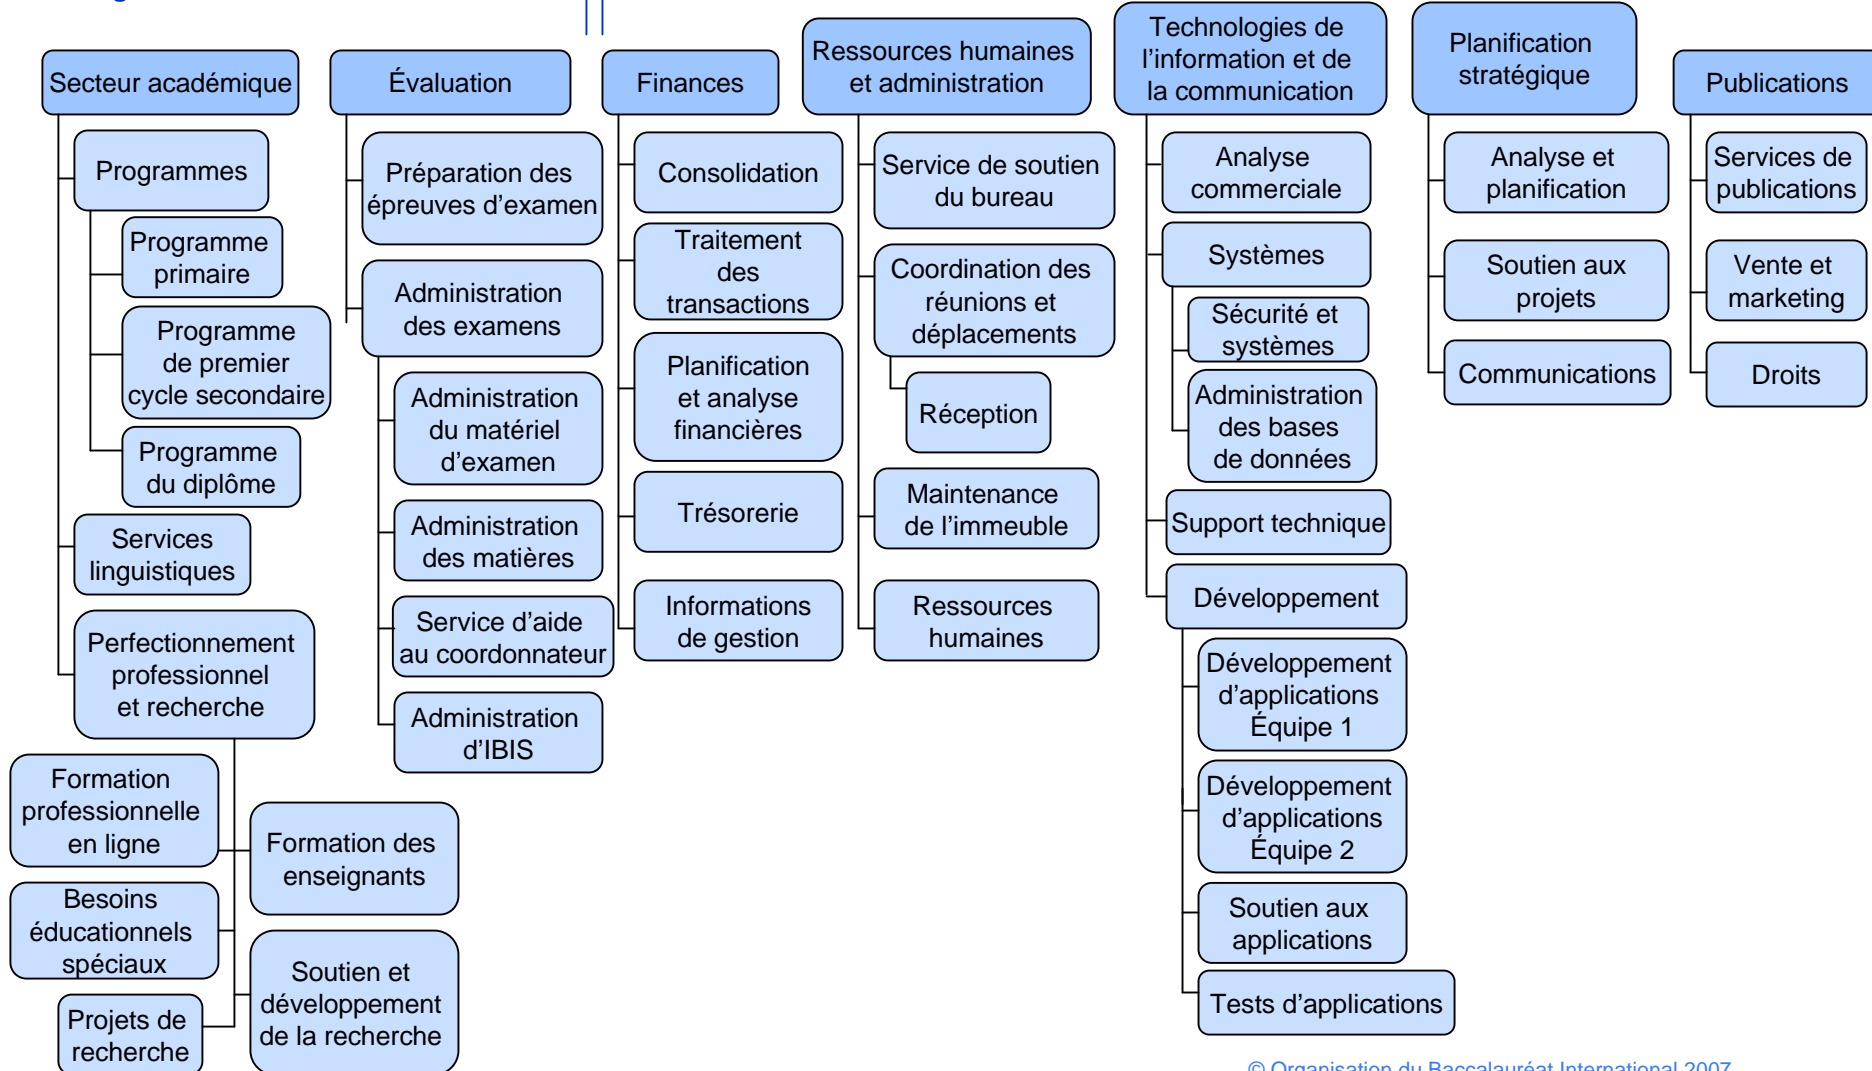 Secteur académique
Programmes
Programme
primaire
Programme
de premier
cycle secondaire
Programme
du diplôme
Services
linguistiques
Perfectionnement
professionnel
et recherche
Formation
professionnelle
en ligne
Besoins
éducationnels
spéciaux
Projets de
recherche
Formation des
enseignants
Soutien et
développement
de la recherche
Évaluation
Préparation des
épreuves d'examen
Administration
des examens
Administration
du matériel
d'examen
Administration
des matières
Service d'aide
au coordonnateur
Administration
d'IBIS
Finances
Consolidation
Traitement
des
transactions
Planification
et analyse
financières
Trésorerie
Informations
de gestion
Ressources humaines
et administration
Service de soutien
du bureau
Coordination des
réunions et
déplacements
Réception
Maintenance
de l'immeuble
Ressources
humaines
Technologies de
l'information et de
la communication
Analyse
commerciale
Systèmes
Sécurité et
systèmes
Administration
des bases
de données
Support technique
Développement
Développement
d'applications
Équipe 1
Développement
d'applications
Équipe 2
Soutien aux
applications
Tests d'applications
Planification
stratégique
Analyse et
planification
Soutien aux
projets
Communications
Publications
Services de
publications
Vente et
marketing
Droits
© Organisation du Baccalauréat International 2007